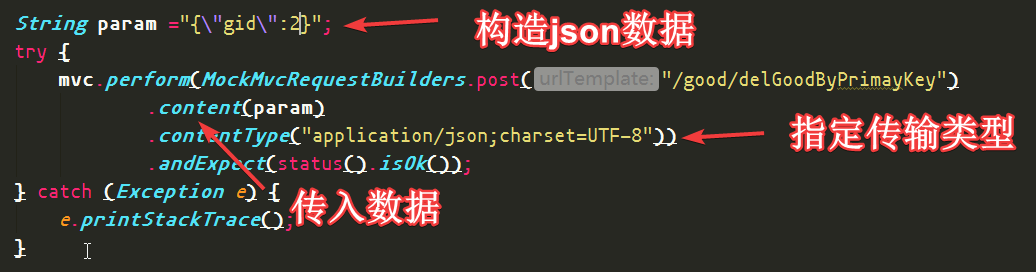 String param ="{\"gid\":2}"; 构造json数据
try {
mvc.perform(MockMvcRequestBuilders.post( urlTemplate: "/good/delGoodByPrimayKey")
.content(param)
.contentType("application/json;charset=UTF-8")) 指定传输类型
.andExpect(status().isOk());
} catch (Exception e) { 传入数据
e.printStackTrace();
}